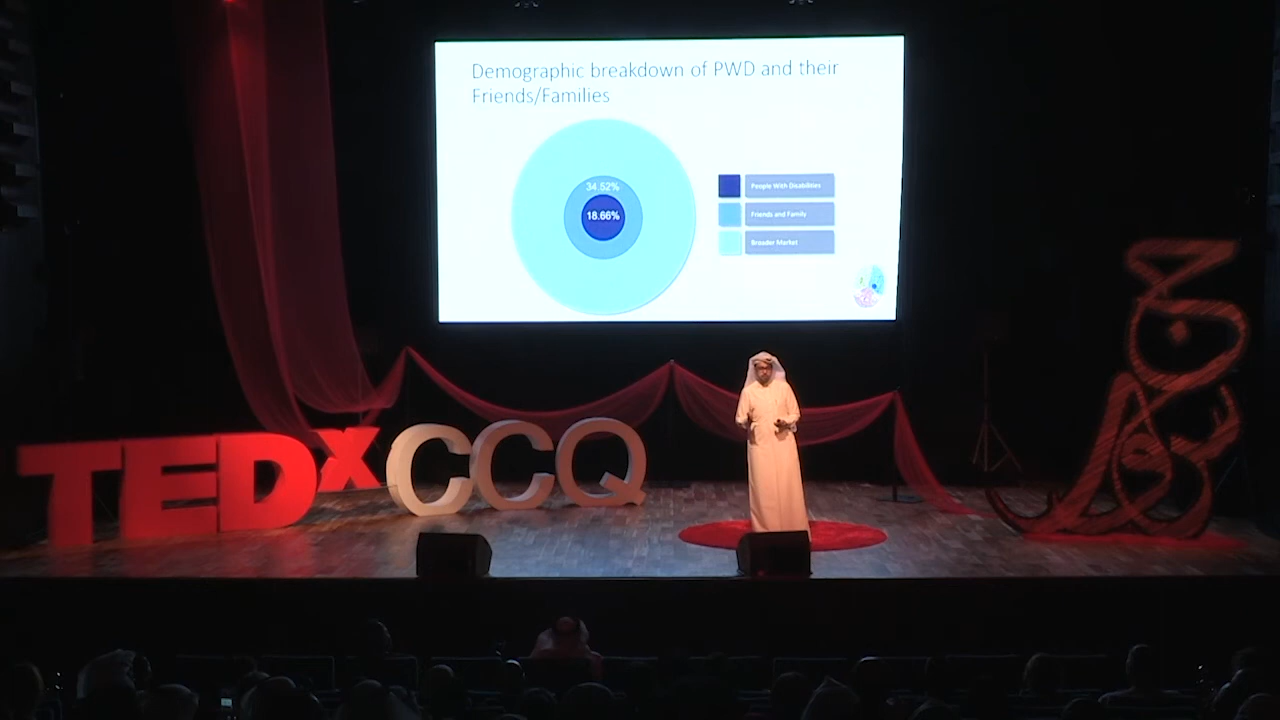 Demographic breakdown of PWD and their
Friends/Families
34.52%
18.66%
People With Disabilities
Friends and Family
Broader Market
TEDxCCQ